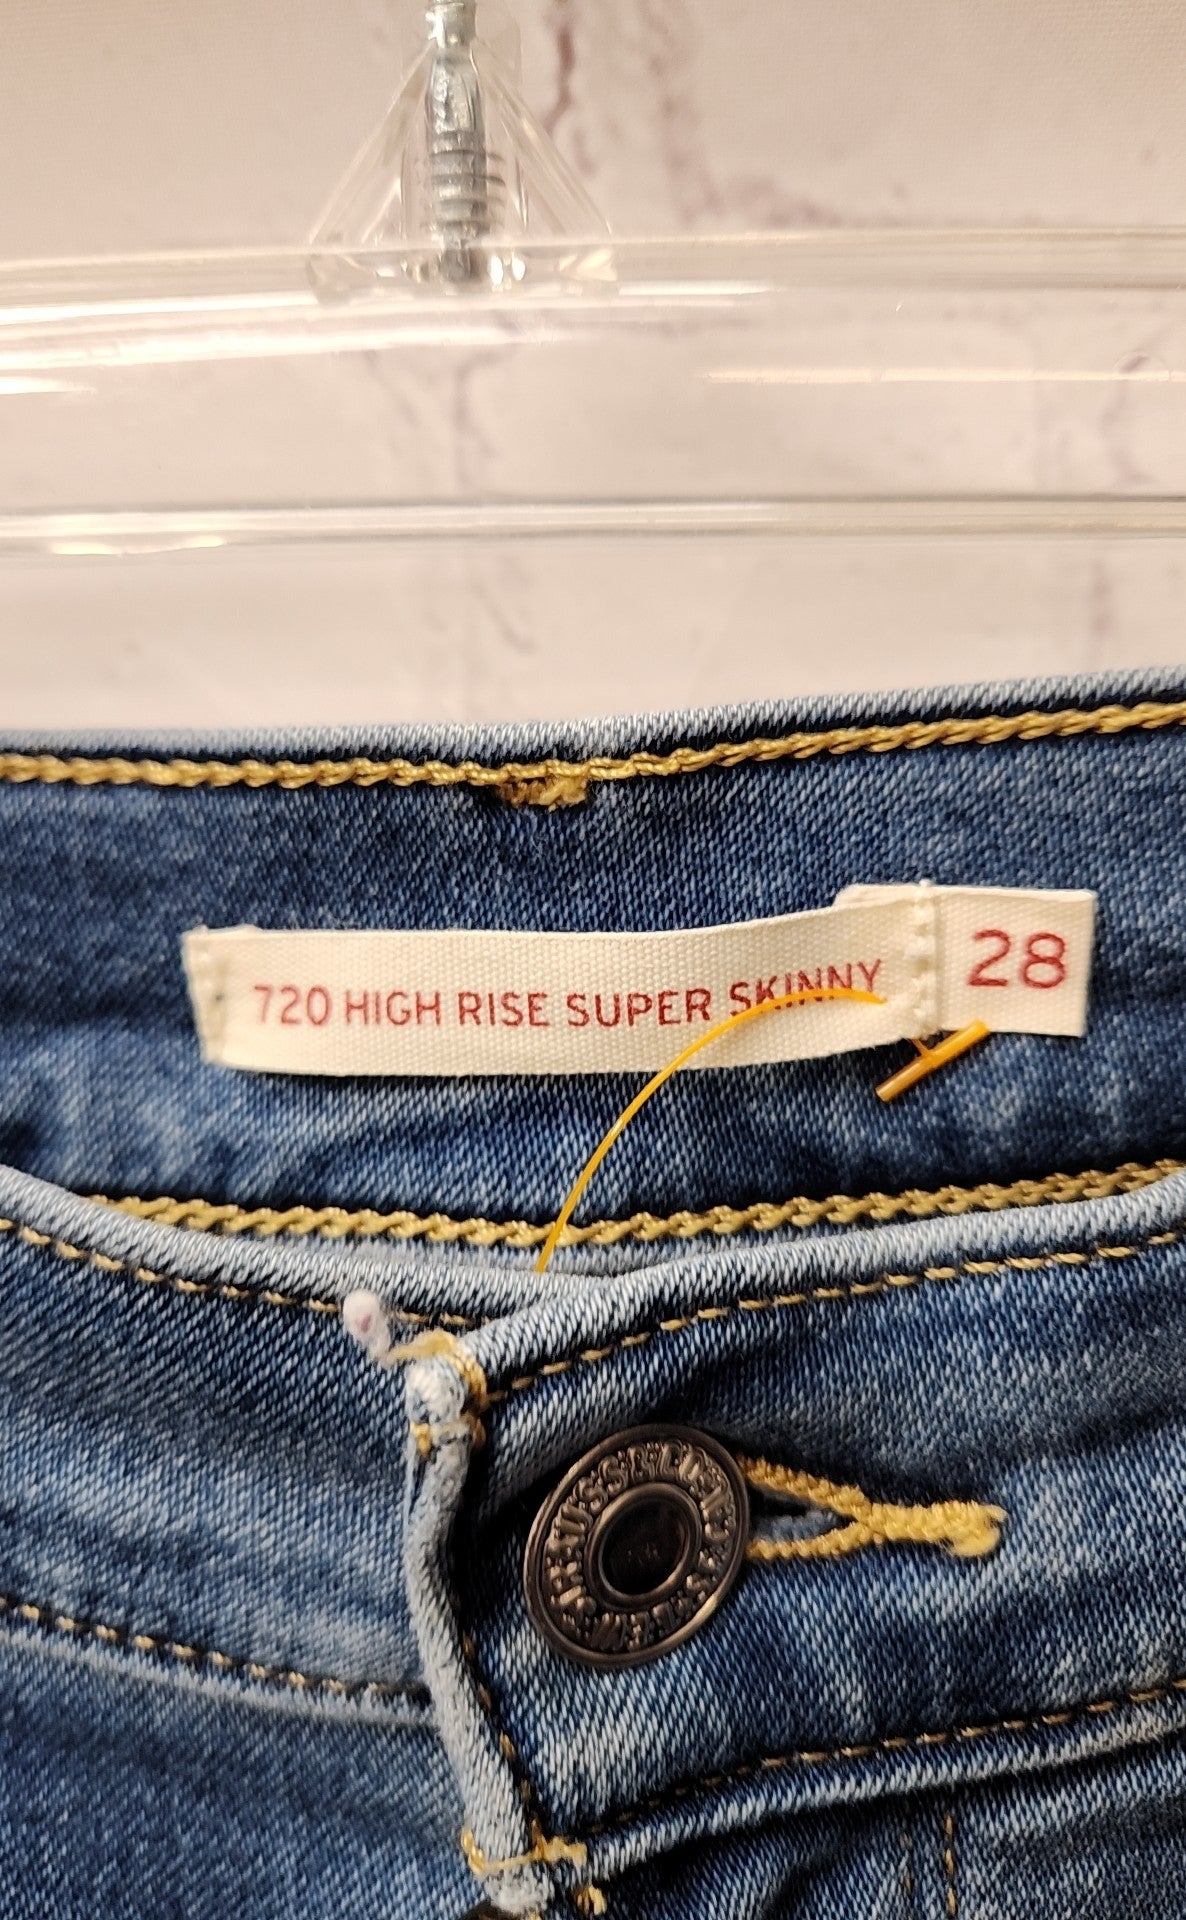 720 HIGH RISE SUPER SKINNY
28